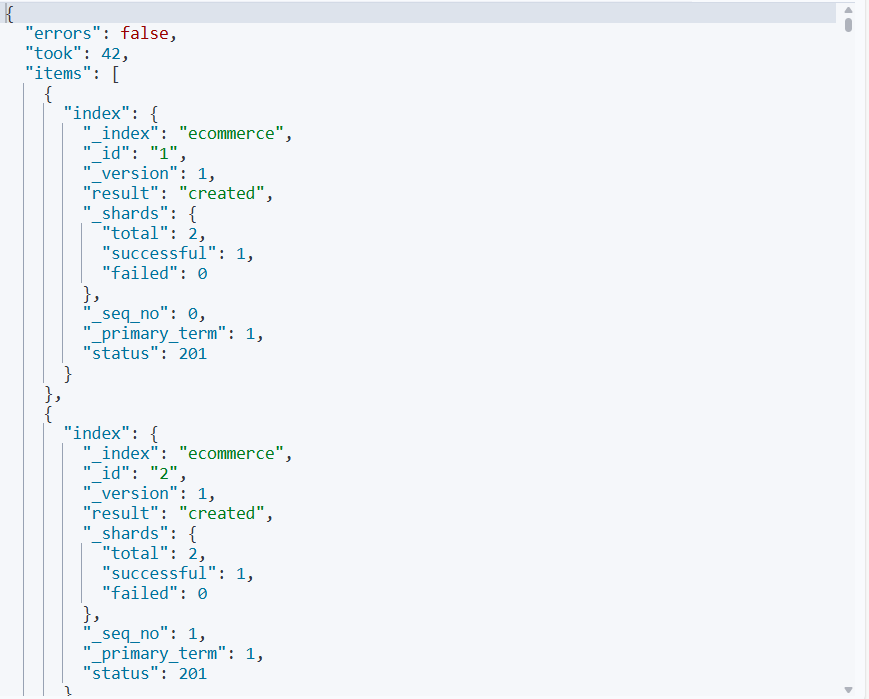 {
  "errors": false,
  "took": 42,
  "items": [
    {
      "index": {
        "_index": "ecommerce",
        "_id": "1",
        "_version": 1,
        "result": "created",
        "_shards": {
          "total": 2,
          "successful": 1,
          "failed": 0
        },
        "_seq_no": 0,
        "_primary_term": 1,
        "status": 201
      }
    },
    {
      "index": {
        "_index": "ecommerce",
        "_id": "2",
        "_version": 1,
        "result": "created",
        "_shards": {
          "total": 2,
          "successful": 1,
          "failed": 0
        },
        "_seq_no": 1,
        "_primary_term": 1,
        "status": 201
      }